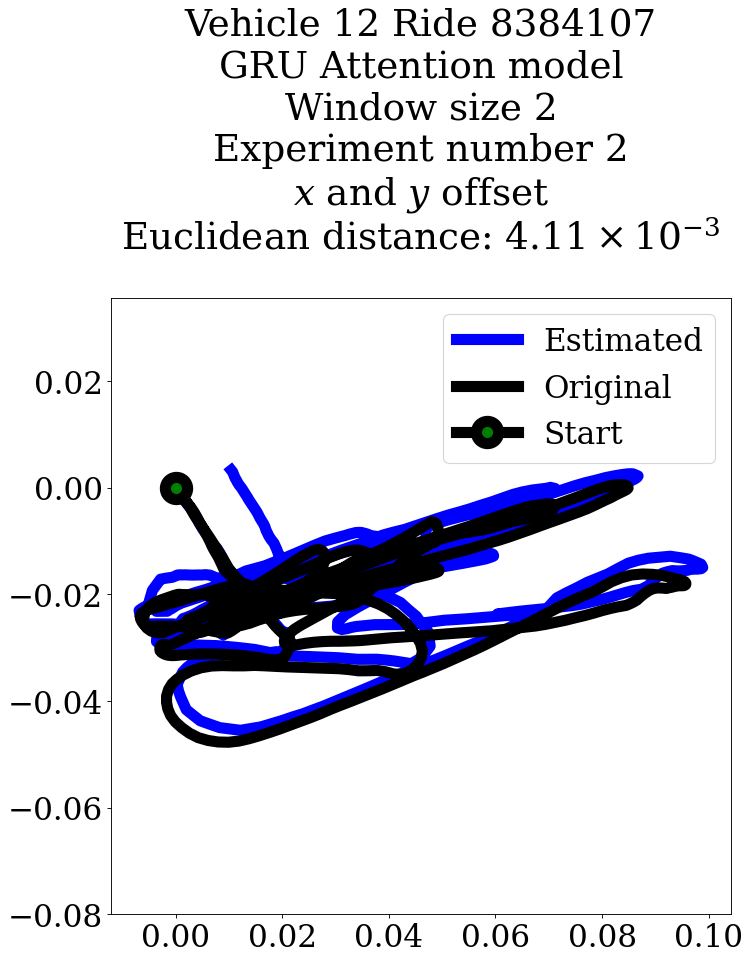 Vehicle 12 Ride 8384107
GRU Attention model
Window size 2
Experiment number 2
x and y offset
Euclidean distance: 4.11 × 10⁻³
Estimated
Original
Start
0.02
0.00
−0.02
−0.04
−0.06
−0.08
0.00 0.02 0.04 0.06 0.08 0.10